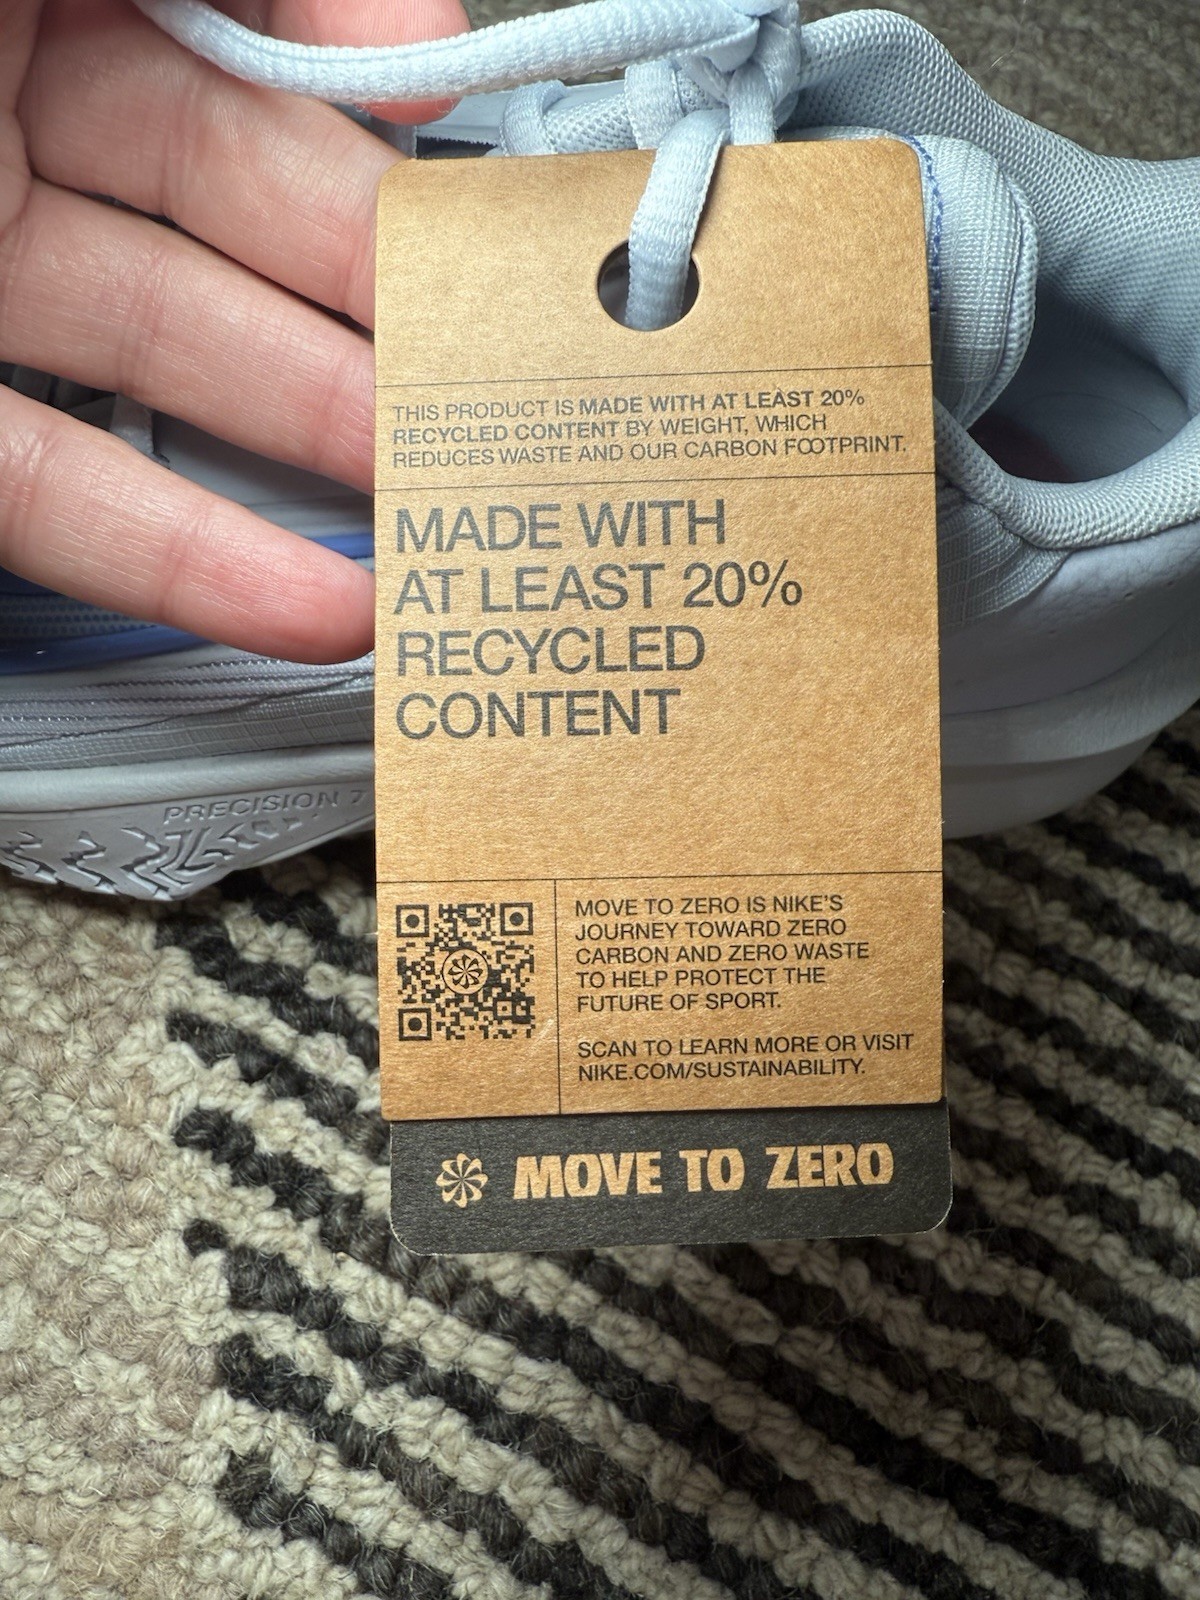 THIS PRODUCT IS MADE WITH AT LEAST 20%
RECYCLED CONTENT BY WEIGHT, WHICH
REDUCES WASTE AND OUR CARBON FOOTPRINT.
MADE WITH
AT LEAST 20%
RECYCLED
CONTENT
PRECISION 7
MOVE TO ZERO IS NIKE'S
JOURNEY TOWARD ZERO
CARBON AND ZERO WASTE
TO HELP PROTECT THE
FUTURE OF SPORT.
SCAN TO LEARN MORE OR VISIT
NIKE.COM/SUSTAINABILITY.
MOVE TO ZERO